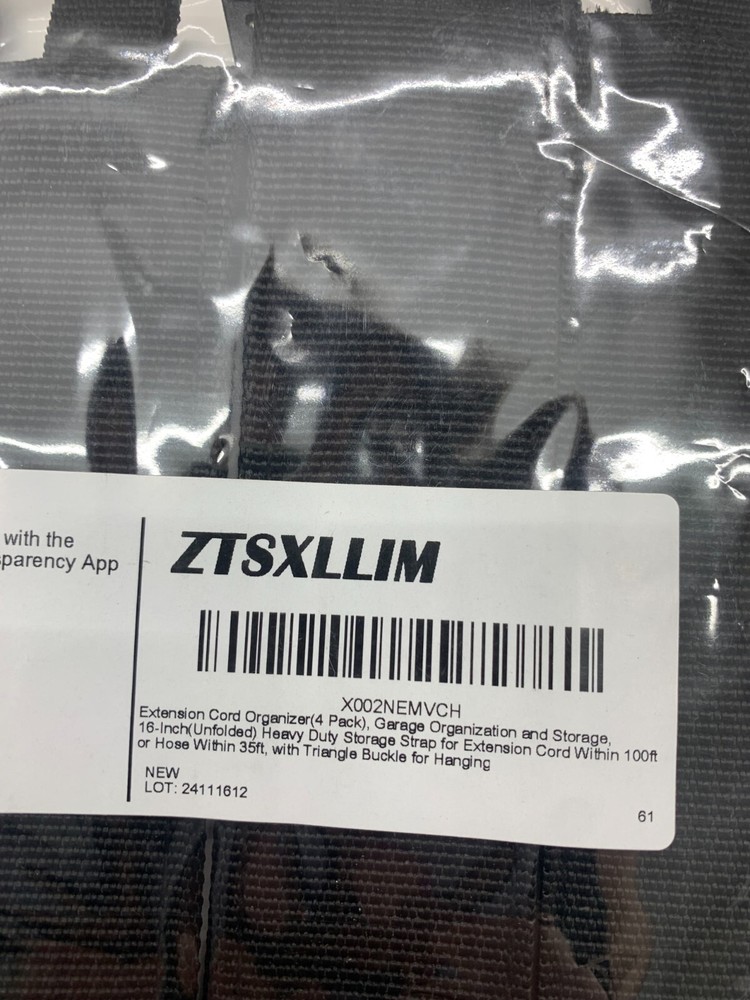 with the
sparency App
ZTSXLLIM
X002NEMVCH
Extension Cord Organizer(4 Pack), Garage Organization and Storage,
16-Inch(Unfolded) Heavy Duty Storage Strap for Extension Cord Within 100ft
or Hose Within 35ft, with Triangle Buckle for Hanging
NEW
LOT: 24111612
61